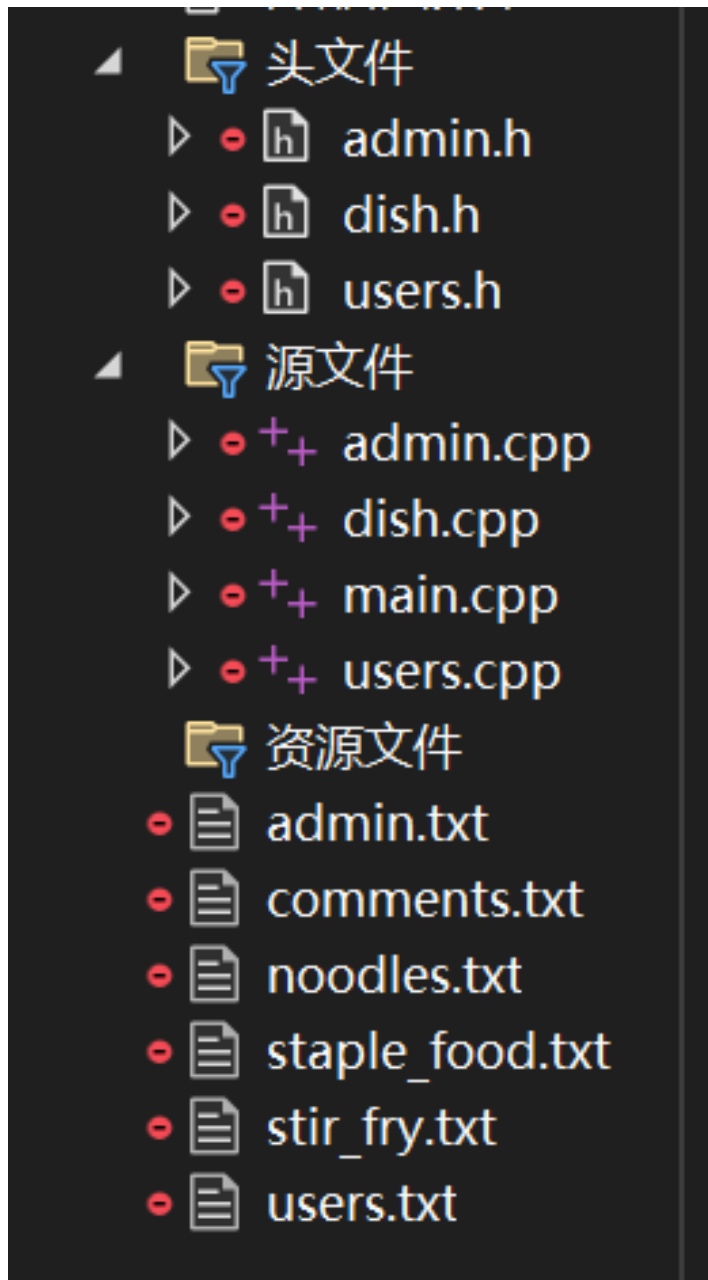 头文件
admin.h
dish.h
users.h
源文件
admin.cpp
dish.cpp
main.cpp
users.cpp
资源文件
admin.txt
comments.txt
noodles.txt
staple_food.txt
stir_fry.txt
users.txt